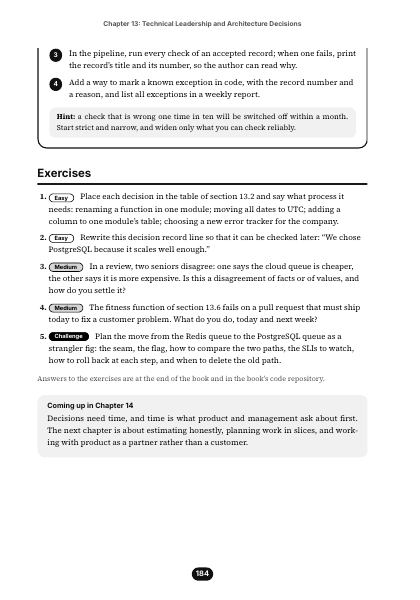 Chapter 13: Technical Leadership and Architecture Decisions
3 In the pipeline, run every check of an accepted record; when one fails, print
the record's title and its number, so the author can read why.
4 Add a way to mark a known exception in code, with the record number and
a reason, and list all exceptions in a weekly report.
Hint: a check that is wrong one time in ten will be switched off within a month.
Start strict and narrow, and widen only what you can check reliably.
Exercises
1. Easy Place each decision in the table of section 13.2 and say what process it
needs: renaming a function in one module; moving all dates to UTC; adding a
column to one module's table; choosing a new error tracker for the company.
2. Easy Rewrite this decision record line so that it can be checked later: “We chose
PostgreSQL because it scales well enough.”
3. Medium In a review, two seniors disagree: one says the cloud queue is cheaper,
the other says it is more expensive. Is this a disagreement of facts or of values, and
how do you settle it?
4. Medium The fitness function of section 13.6 fails on a pull request that must ship
today to fix a customer problem. What do you do, today and next week?
5. Challenge Plan the move from the Redis queue to the PostgreSQL queue as a
strangler fig: the seam, the flag, how to compare the two paths, the SLIs to watch,
how to roll back at each step, and when to delete the old path.
Answers to the exercises are at the end of the book and in the book's code repository.
Coming up in Chapter 14
Decisions need time, and time is what product and management ask about first.
The next chapter is about estimating honestly, planning work in slices, and work-
ing with product as a partner rather than a customer.
184